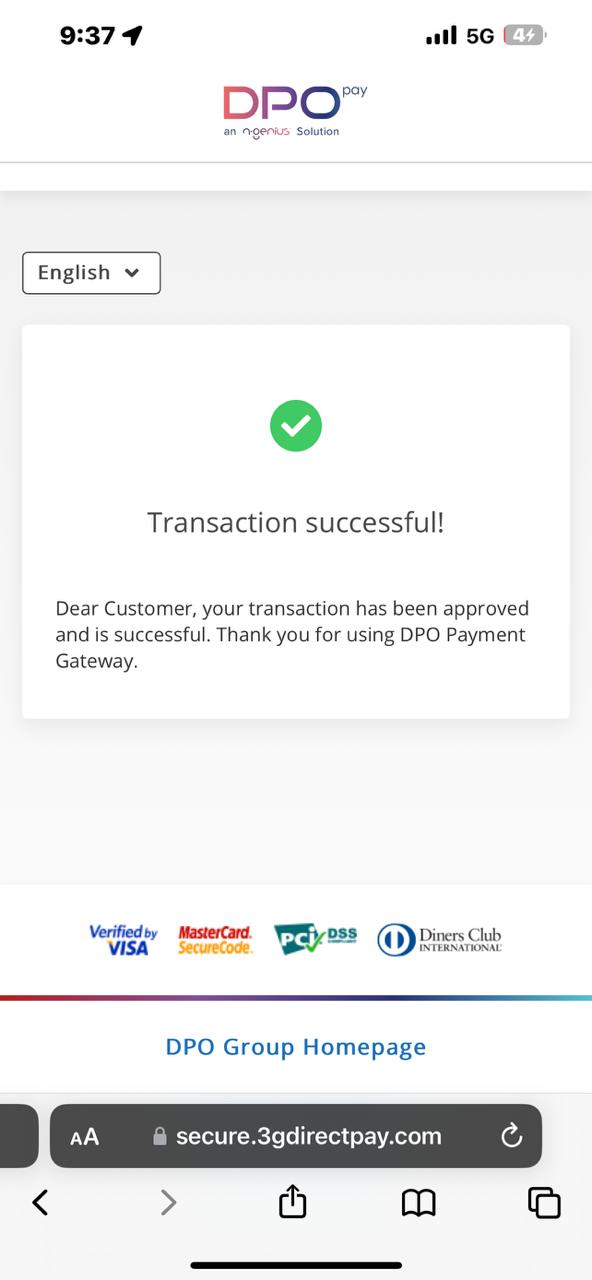 9:37
5G
4
DPO pay
an n·genius Solution
English
Transaction successful!
Dear Customer, your transaction has been approved
and is successful. Thank you for using DPO Payment
Gateway.
Verified by
VISA
MasterCard.
SecureCode.
PCI DSS
COMPLIANT
Diners Club
INTERNATIONAL
DPO Group Homepage
AA
secure.3gdirectpay.com